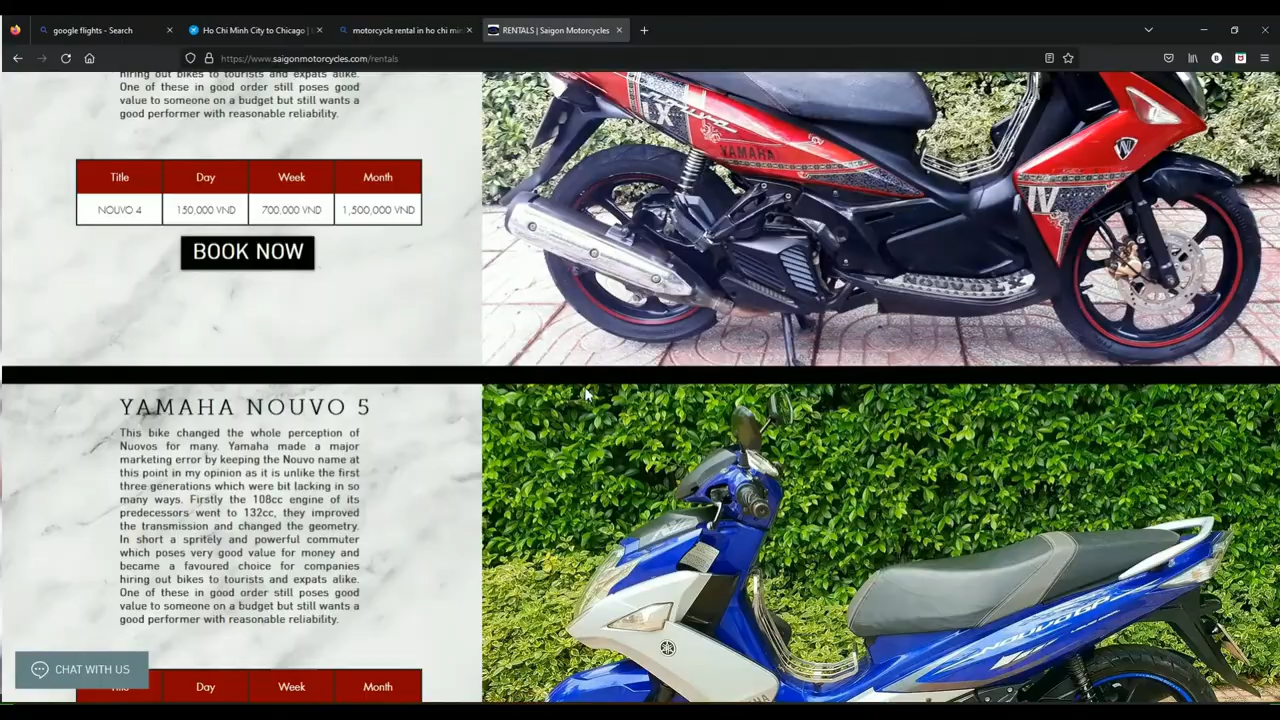 google flights - Search
Ho Chi Minh City to Chicago |
motorcycle rental in ho chi min
RENTALS | Saigon Motorcycles
https://www.saigonmotorcycles.com/rentals
hiring out bikes to tourists and expats alike.
One of these in good order still poses good
value to someone on a budget but still wants a
good performer with reasonable reliability.
Title Day Week Month
NOUVO 4 150,000 VND 700,000 VND 1,500,000 VND
BOOK NOW
YAMAHA
IV
YAMAHA NOUVO 5
This bike changed the whole perception of
Nuovos for many. Yamaha made a major
marketing error by keeping the Nouvo name at
this point in my opinion as it is unlike the first
three generations which were bit lacking in so
many ways. Firstly the 108cc engine of its
predecessors went to 132cc, they improved
the transmission and changed the geometry.
In short a spritely and powerful commuter
which poses very good value for money and
became a favoured choice for companies
hiring out bikes to tourists and expats alike.
One of these in good order still poses good
value to someone on a budget but still wants a
good performer with reasonable reliability.
CHAT WITH US
Title Day Week Month
NOUVO GP
YAMAHA